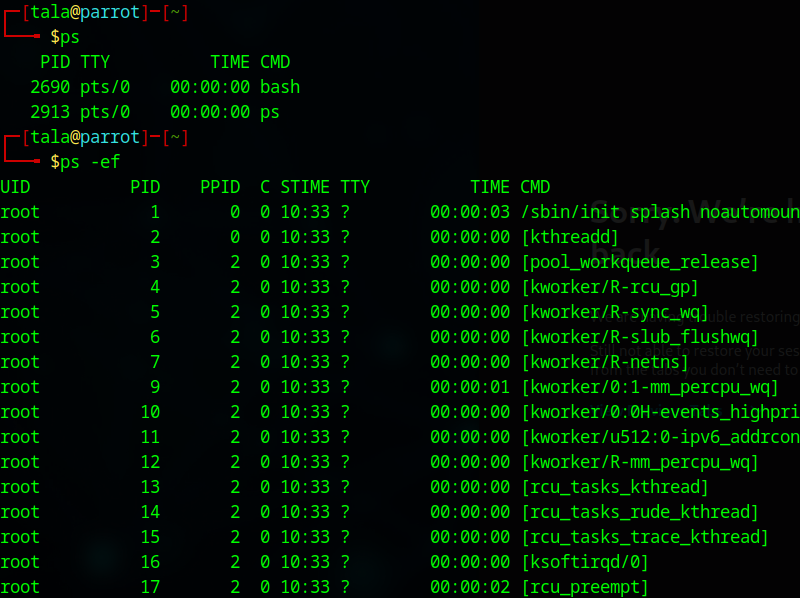 [tala@parrot]-[~]
$ps
PID TTY TIME CMD
2690 pts/0 00:00:00 bash
2913 pts/0 00:00:00 ps
[tala@parrot]-[~]
$ps -ef
UID PID PPID C STIME TTY TIME CMD
root 1 0 0 10:33 ? 00:00:03 /sbin/init splash noautomoun
root 2 0 0 10:33 ? 00:00:00 [kthreadd]
root 3 2 0 10:33 ? 00:00:00 [pool_workqueue_release]
root 4 2 0 10:33 ? 00:00:00 [kworker/R-rcu_gp]
root 5 2 0 10:33 ? 00:00:00 [kworker/R-sync_wq]
root 6 2 0 10:33 ? 00:00:00 [kworker/R-slub_flushwq]
root 7 2 0 10:33 ? 00:00:00 [kworker/R-netns]
root 9 2 0 10:33 ? 00:00:01 [kworker/0:1-mm_percpu_wq]
root 10 2 0 10:33 ? 00:00:00 [kworker/0:0H-events_highpri
root 11 2 0 10:33 ? 00:00:00 [kworker/u512:0-ipv6_addrcon
root 12 2 0 10:33 ? 00:00:00 [kworker/R-mm_percpu_wq]
root 13 2 0 10:33 ? 00:00:00 [rcu_tasks_kthread]
root 14 2 0 10:33 ? 00:00:00 [rcu_tasks_rude_kthread]
root 15 2 0 10:33 ? 00:00:00 [rcu_tasks_trace_kthread]
root 16 2 0 10:33 ? 00:00:00 [ksoftirqd/0]
root 17 2 0 10:33 ? 00:00:02 [rcu_preempt]